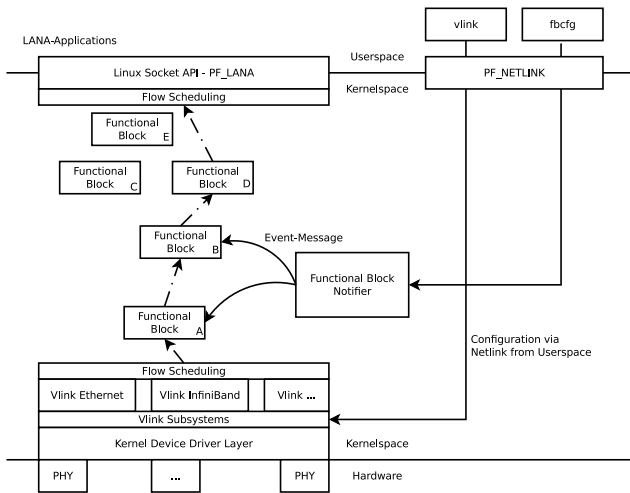 vlink
fbcfg
LANA-Applications
Userspace
Linux Socket API - PF_LANA
PF_NETLINK
Kernelspace
Flow Scheduling
Functional
Block
E
Functional
Block
C
Functional
Block
D
Functional
Block
B
Event-Message
Functional Block
Notifier
Functional
Block
A
Configuration via
Netlink from Userspace
Flow Scheduling
Vlink Ethernet
Vlink InfiniBand
Vlink ...
Vlink Subsystems
Kernel Device Driver Layer
Kernelspace
PHY
...
PHY
Hardware